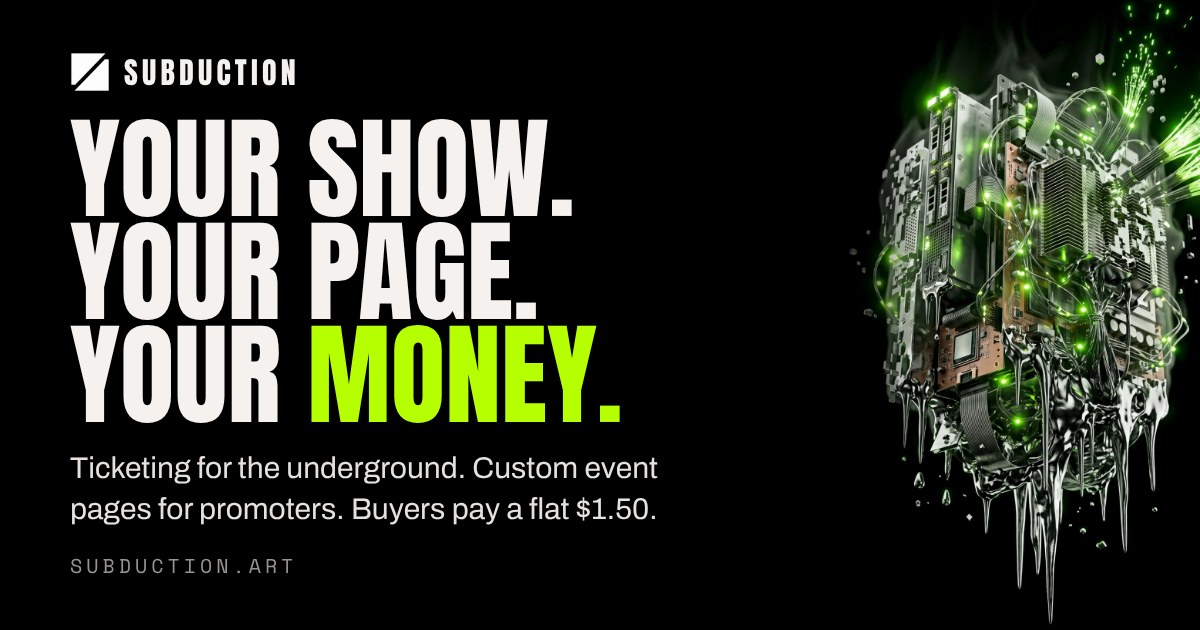 SUBDUCTION
YOUR SHOW.
YOUR PAGE.
YOUR MONEY.
Ticketing for the underground. Custom event
pages for promoters. Buyers pay a flat $1.50.
SUBDUCTION.ART